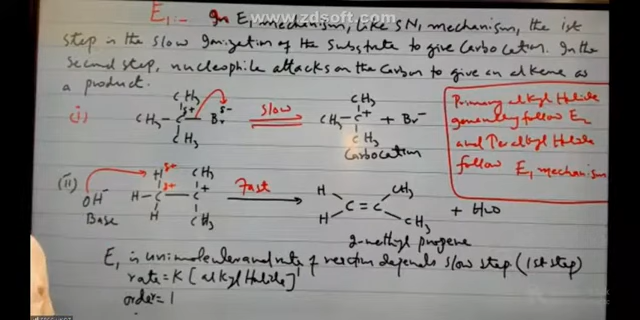 E1 :- In E1 mechanism, like SN1 mechanism, the 1st
www.zdsoft.com
step is the slow ionization of the substrate to give Carbocation. In the
second step, nucleophile attacks on the Carbon to give an alkene as
a product.
(i) CH3 — C — Br slow CH3 — C+ + Br-
CH3 δ+ δ- CH3
CH3 CH3
Carbocation
Primary alkyl Halide
generally follow E2
and Ter alkyl Halide
follow E1 mechanism
(ii) OH- H — C — C+ Fast C = C + H2O
H δ+ CH3 H CH3
H CH3 H CH3
Base
2-methyl propene
E1 is unimolecular and rate of reaction depends slow step (1st step)
rate = K [alkyl Halide]1
order = 1